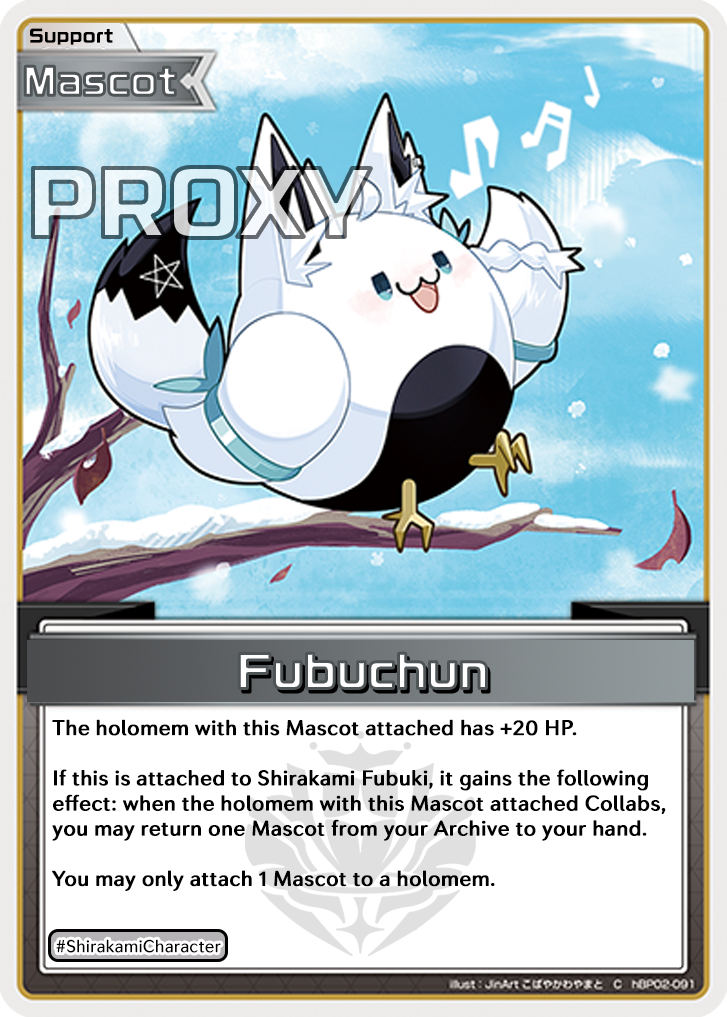 Support
Mascot
PROXY
Fubuchun
The holomem with this Mascot attached has +20 HP.
If this is attached to Shirakami Fubuki, it gains the following
effect: when the holomem with this Mascot attached Collabs,
you may return one Mascot from your Archive to your hand.
You may only attach 1 Mascot to a holomem.
#ShirakamiCharacter
illust : JinArt こばやかわやまと C hBP02-091